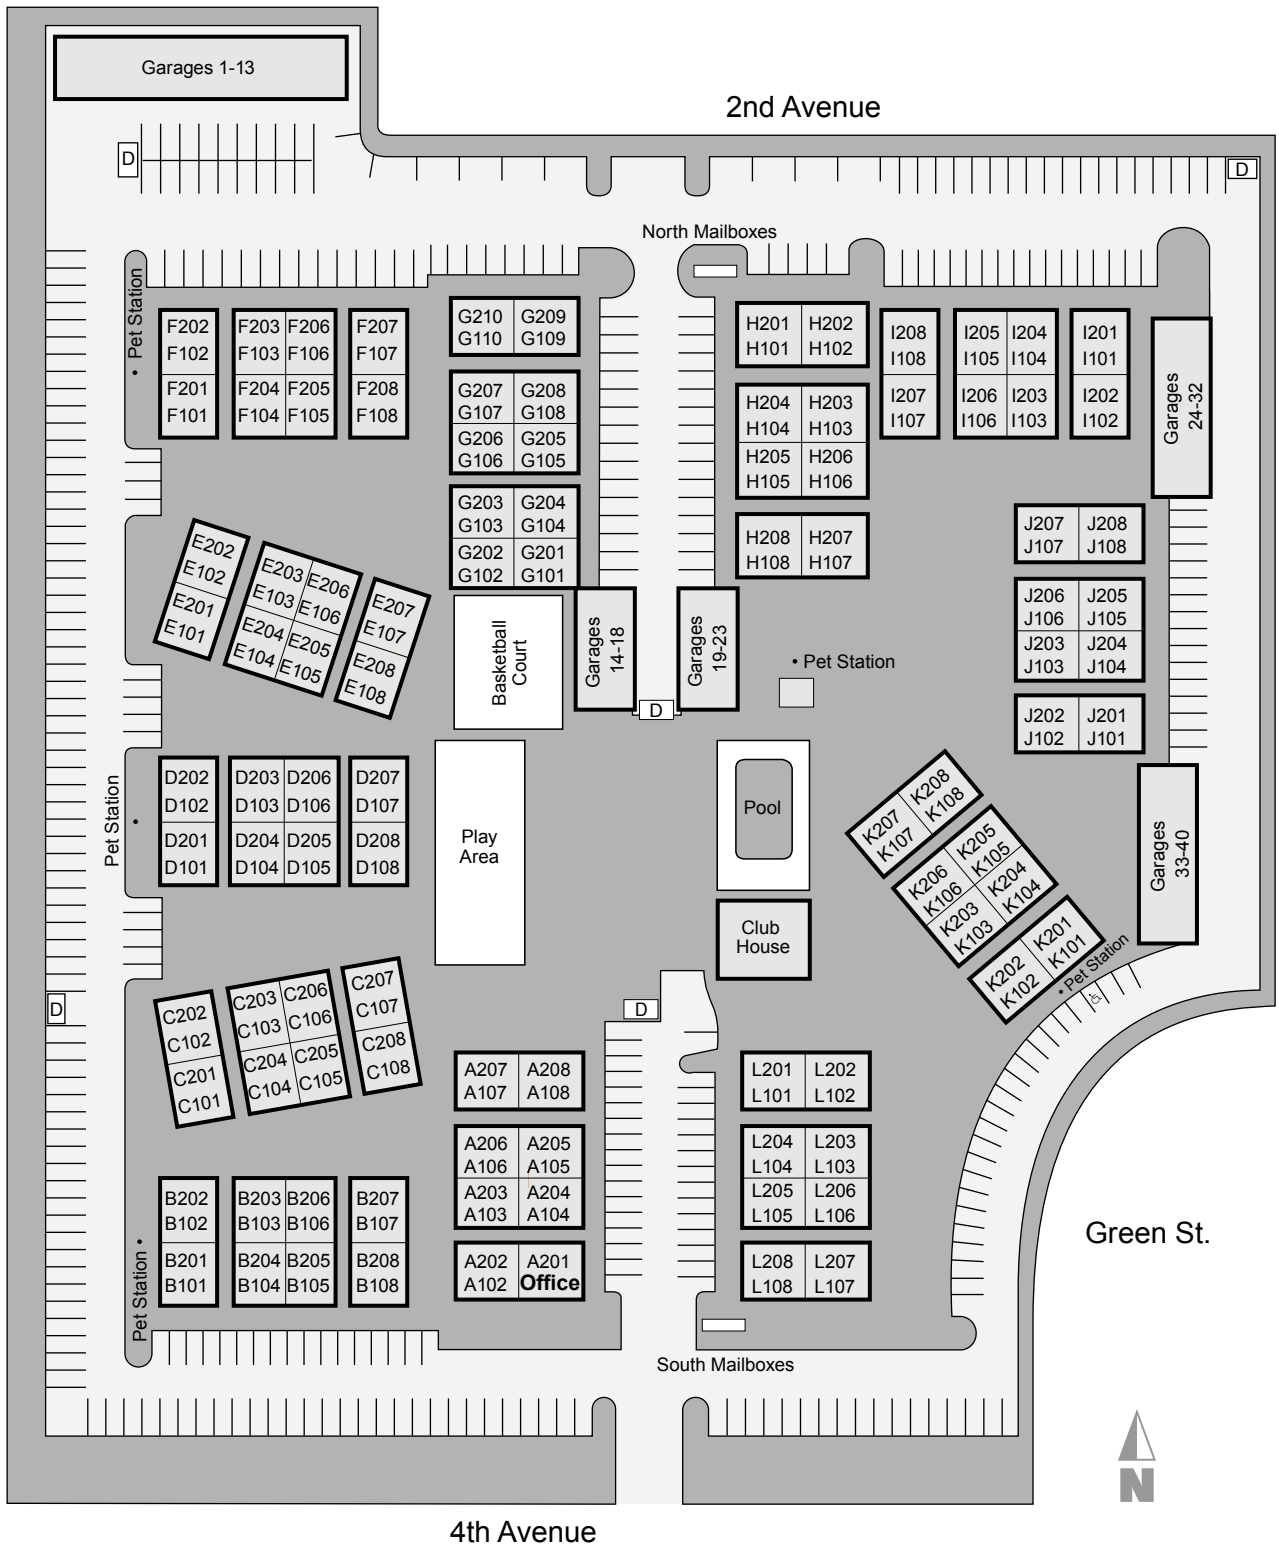 Garages 1-13
2nd Avenue
D
D
North Mailboxes
Pet Station
F202
F102
F201
F101
F203 F206
F103 F106
F204 F205
F104 F105
F207
F107
F208
F108
G210 G209
G110 G109
G207 G208
G107 G108
G206 G205
G106 G105
G203 G204
G103 G104
G202 G201
G102 G101
H201 H202
H101 H102
H204 H203
H104 H103
H205 H206
H105 H106
H208 H207
H108 H107
I208
I108
I207
I107
I205 I204
I105 I104
I206 I203
I106 I103
I201
I101
I202
I102
Garages
24-32
J207 J208
J107 J108
J206 J205
J106 J105
J203 J204
J103 J104
J202 J201
J102 J101
E202
E102
E201
E101
E203 E206
E103 E106
E204 E205
E104 E105
E207
E107
E208
E108
Basketball
Court
Garages
14-18
Garages
19-23
D
Pet Station
Pet Station
D202
D102
D201
D101
D203 D206
D103 D106
D204 D205
D104 D105
D207
D107
D208
D108
Play
Area
Pool
Club
House
K207 K208
K107 K108
K206 K205
K106 K105
K203 K204
K103 K104
K202 K201
K102 K101
Pet Station
Garages
33-40
D
D
C202
C102
C201
C101
C203 C206
C103 C106
C204 C205
C104 C105
C207
C107
C208
C108
A207 A208
A107 A108
A206 A205
A106 A105
A203 A204
A103 A104
A202 A201
A102 Office
L201 L202
L101 L102
L204 L203
L104 L103
L205 L206
L105 L106
L208 L207
L108 L107
Pet Station
B202
B102
B201
B101
B203 B206
B103 B106
B204 B205
B104 B105
B207
B107
B208
B108
Green St.
South Mailboxes
N
4th Avenue